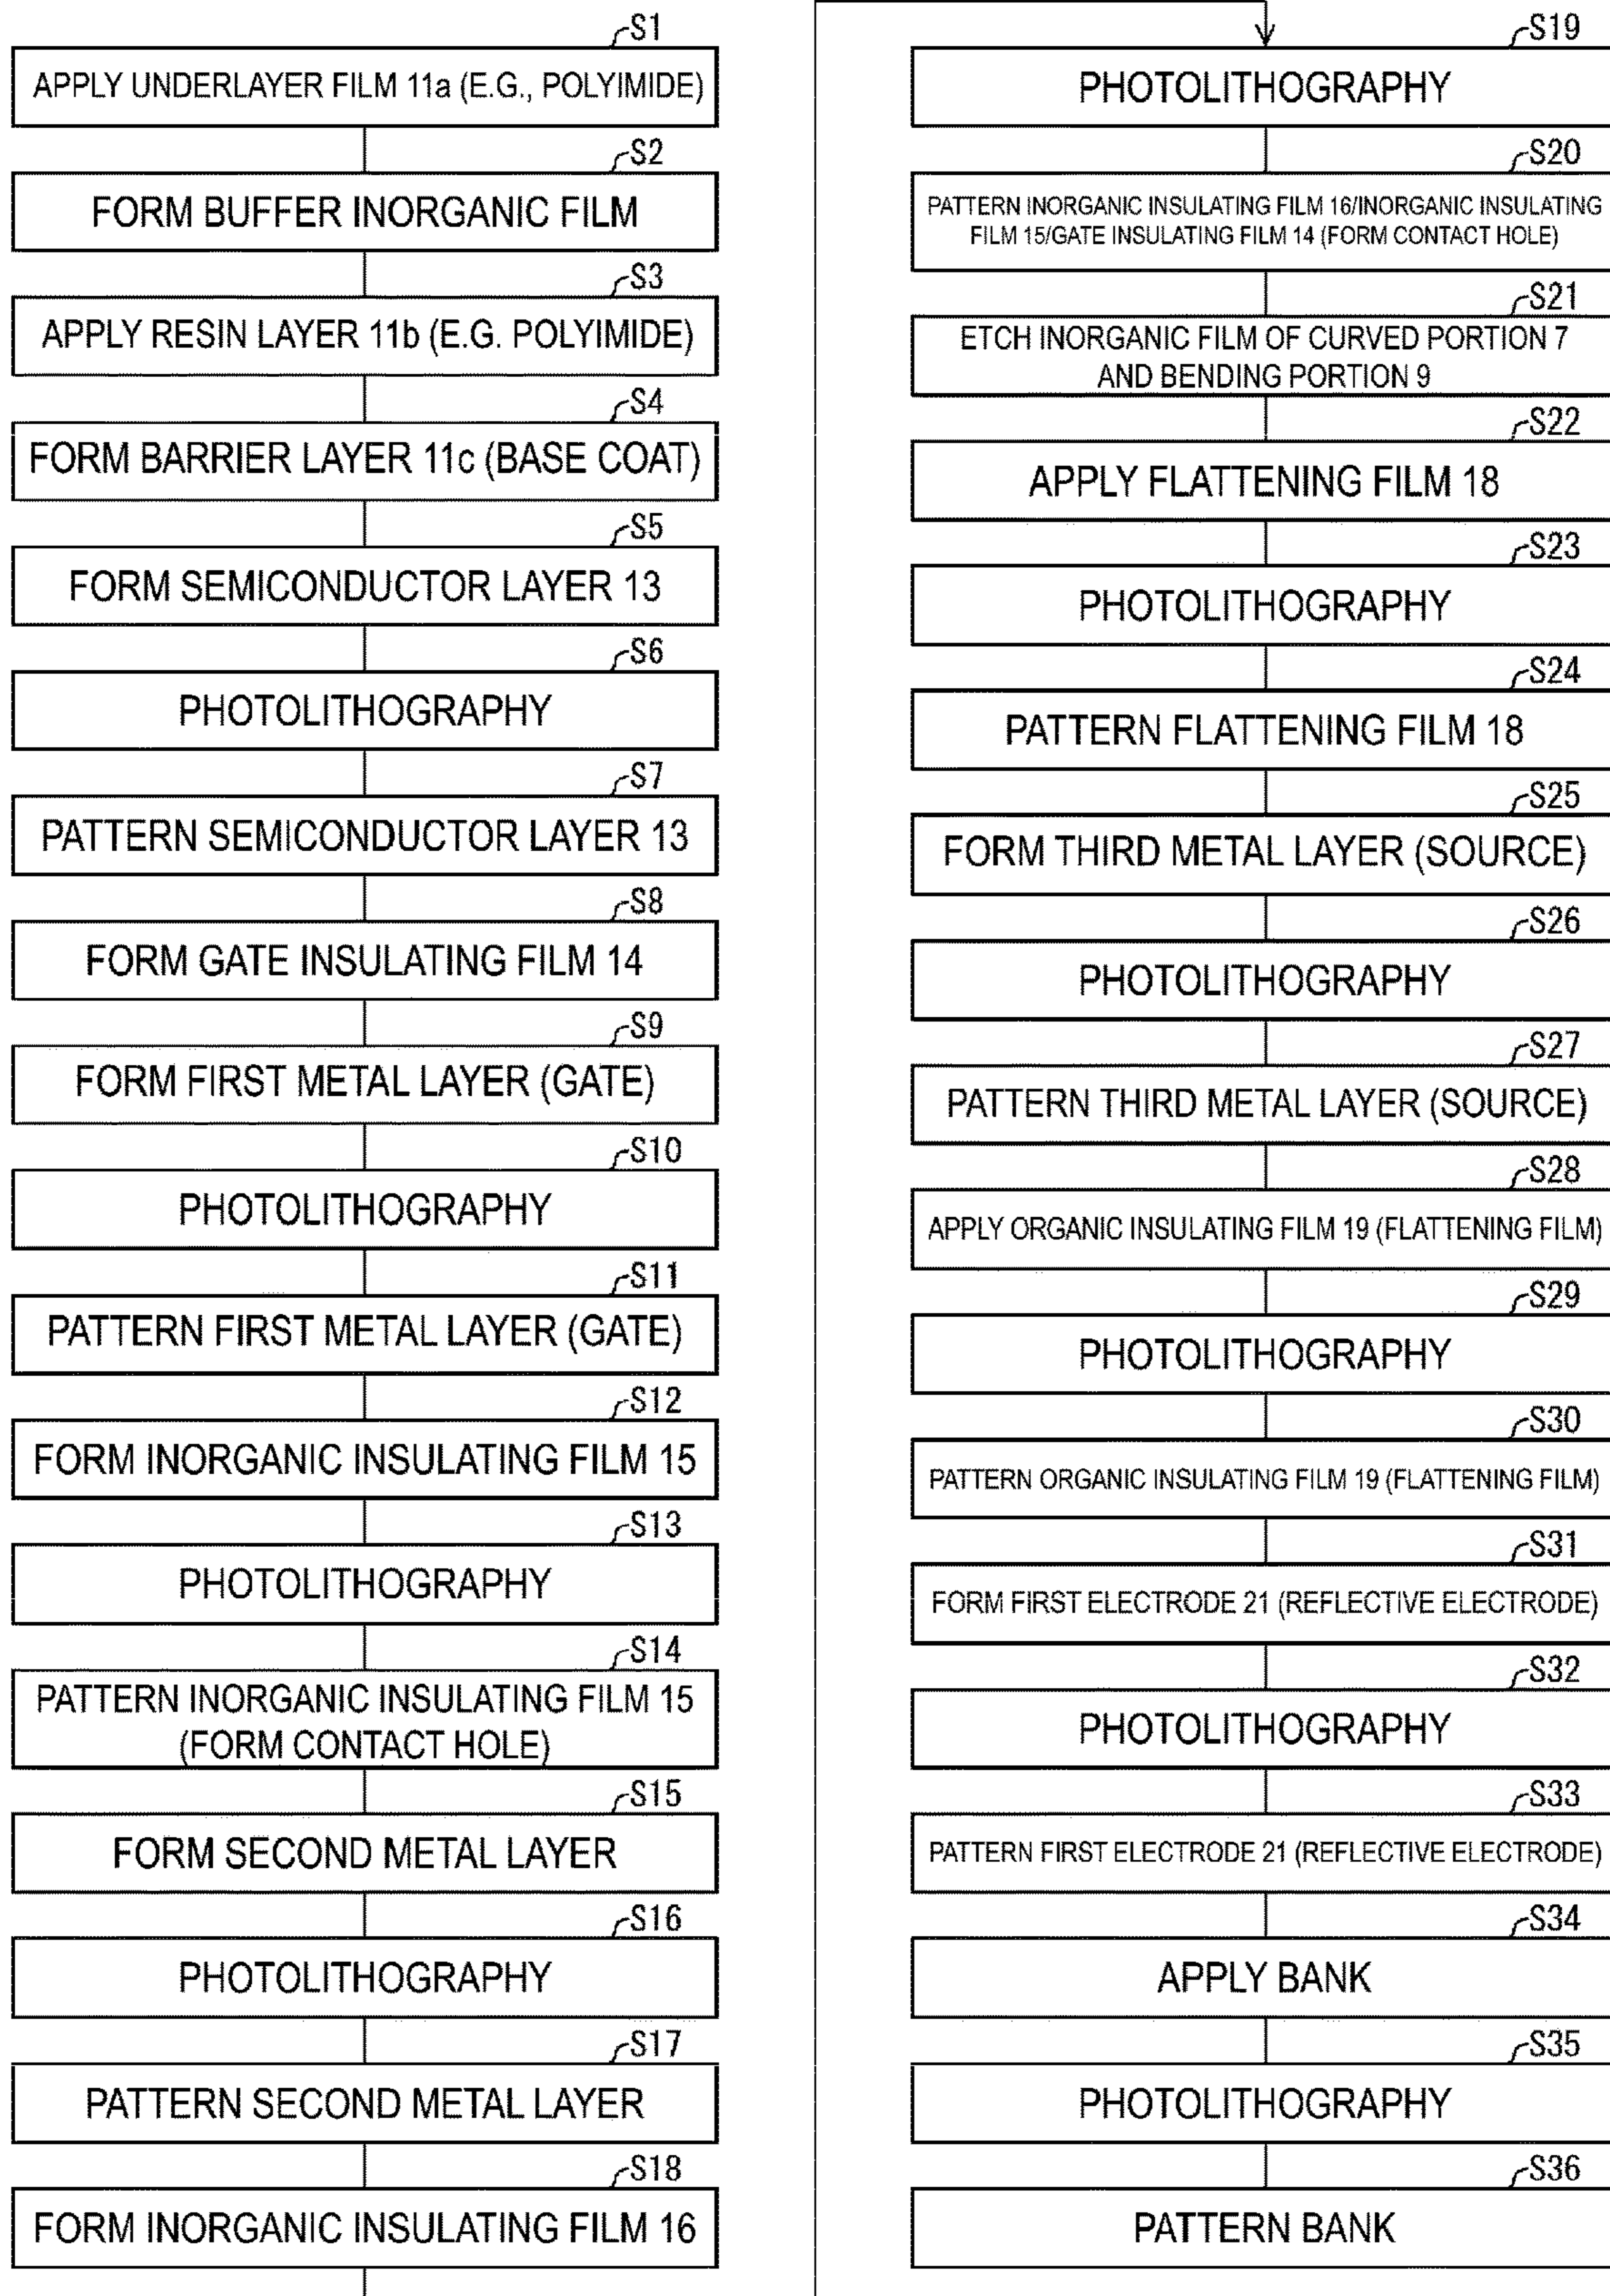 S1
APPLY UNDERLAYER FILM 11a (E.G., POLYIMIDE)
S2
FORM BUFFER INORGANIC FILM
S3
APPLY RESIN LAYER 11b (E.G. POLYIMIDE)
S4
FORM BARRIER LAYER 11c (BASE COAT)
S5
FORM SEMICONDUCTOR LAYER 13
S6
PHOTOLITHOGRAPHY
S7
PATTERN SEMICONDUCTOR LAYER 13
S8
FORM GATE INSULATING FILM 14
S9
FORM FIRST METAL LAYER (GATE)
S10
PHOTOLITHOGRAPHY
S11
PATTERN FIRST METAL LAYER (GATE)
S12
FORM INORGANIC INSULATING FILM 15
S13
PHOTOLITHOGRAPHY
S14
PATTERN INORGANIC INSULATING FILM 15
(FORM CONTACT HOLE)
S15
FORM SECOND METAL LAYER
S16
PHOTOLITHOGRAPHY
S17
PATTERN SECOND METAL LAYER
S18
FORM INORGANIC INSULATING FILM 16
S19
PHOTOLITHOGRAPHY
S20
PATTERN INORGANIC INSULATING FILM 16/INORGANIC INSULATING
FILM 15/GATE INSULATING FILM 14 (FORM CONTACT HOLE)
S21
ETCH INORGANIC FILM OF CURVED PORTION 7
AND BENDING PORTION 9
S22
APPLY FLATTENING FILM 18
S23
PHOTOLITHOGRAPHY
S24
PATTERN FLATTENING FILM 18
S25
FORM THIRD METAL LAYER (SOURCE)
S26
PHOTOLITHOGRAPHY
S27
PATTERN THIRD METAL LAYER (SOURCE)
S28
APPLY ORGANIC INSULATING FILM 19 (FLATTENING FILM)
S29
PHOTOLITHOGRAPHY
S30
PATTERN ORGANIC INSULATING FILM 19 (FLATTENING FILM)
S31
FORM FIRST ELECTRODE 21 (REFLECTIVE ELECTRODE)
S32
PHOTOLITHOGRAPHY
S33
PATTERN FIRST ELECTRODE 21 (REFLECTIVE ELECTRODE)
S34
APPLY BANK
S35
PHOTOLITHOGRAPHY
S36
PATTERN BANK